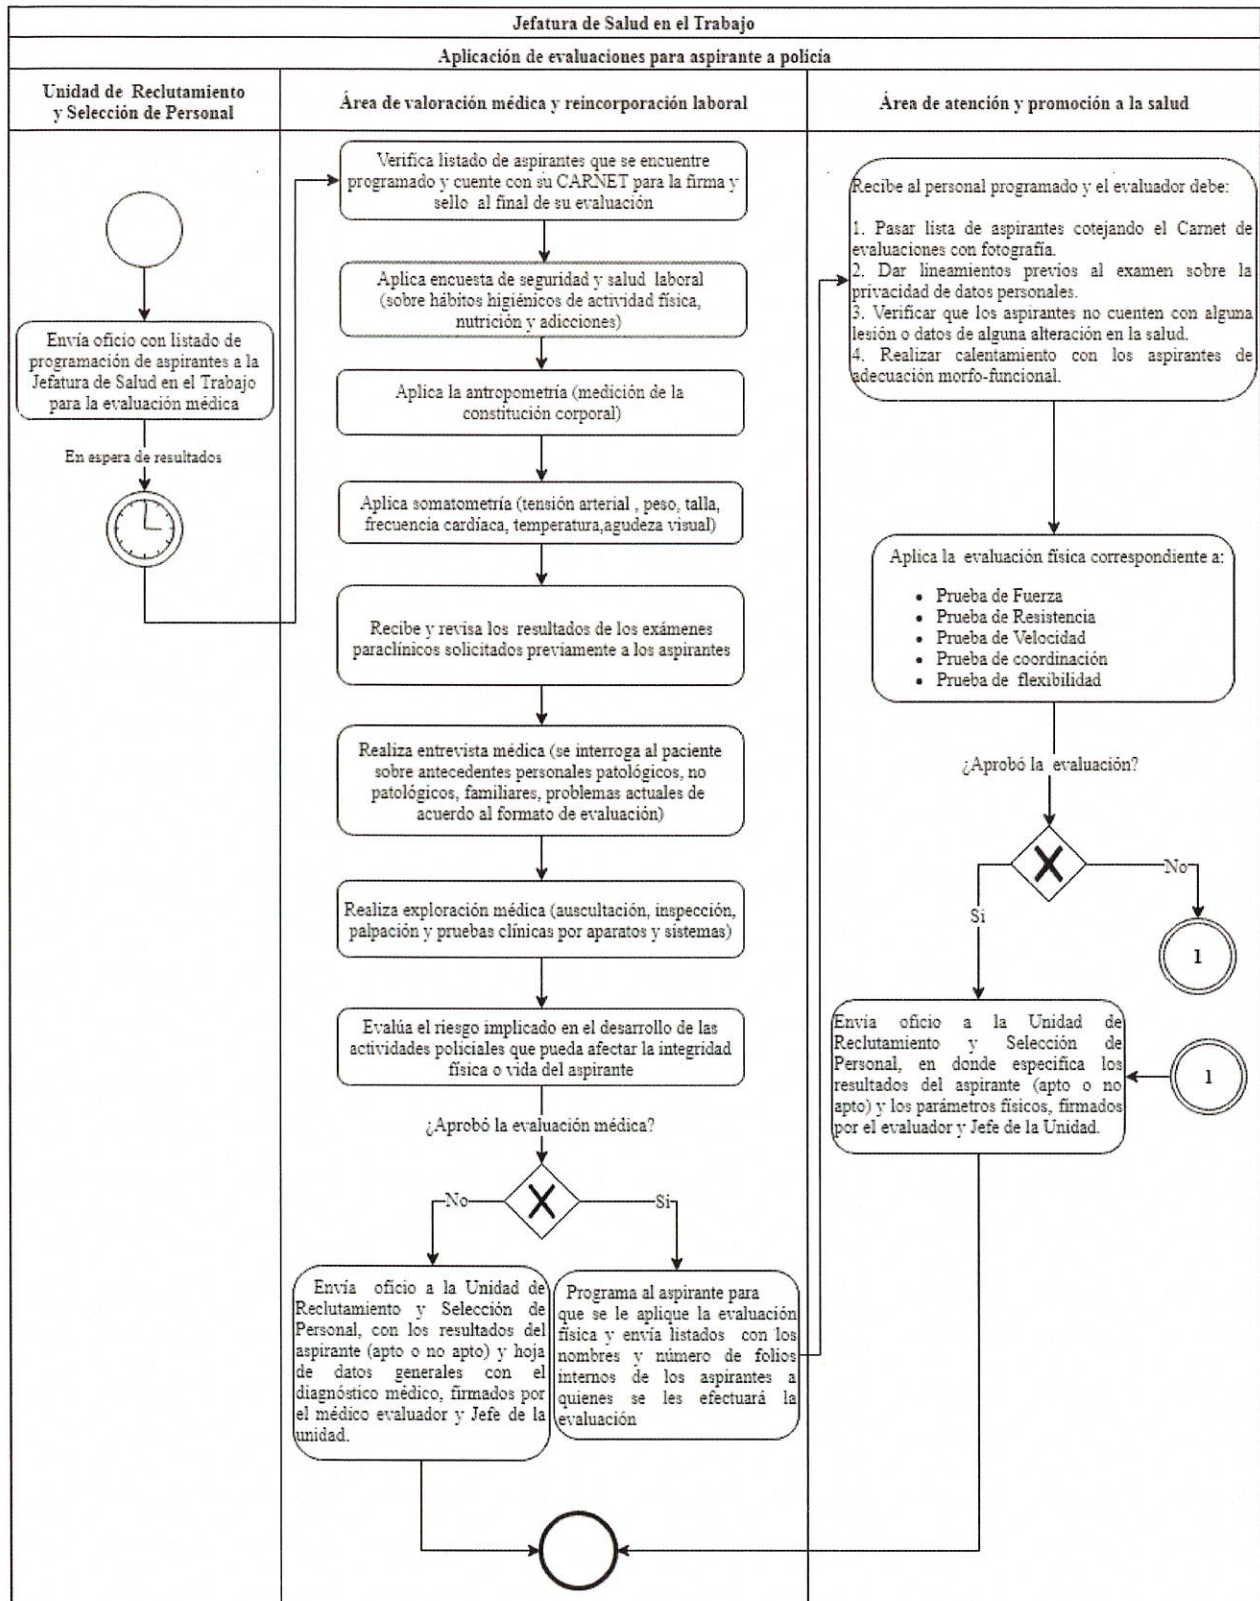 Jefatura de Salud en el Trabajo
Aplicación de evaluaciones para aspirante a policía
Unidad de Reclutamiento
y Selección de Personal
Área de valoración médica y reincorporación laboral
Área de atención y promoción a la salud
Envía oficio con listado de
programación de aspirantes a la
Jefatura de Salud en el Trabajo
para la evaluación médica
En espera de resultados
Verifica listado de aspirantes que se encuentre
programado y cuente con su CARNET para la firma y
sello al final de su evaluación
Aplica encuesta de seguridad y salud laboral
(sobre hábitos higiénicos de actividad física,
nutrición y adicciones)
Aplica la antropometría (medición de la
constitución corporal)
Aplica somatometría (tensión arterial , peso, talla,
frecuencia cardíaca, temperatura,agudeza visual)
Recibe y revisa los resultados de los exámenes
paraclínicos solicitados previamente a los aspirantes
Realiza entrevista médica (se interroga al paciente
sobre antecedentes personales patológicos, no
patológicos, familiares, problemas actuales de
acuerdo al formato de evaluación)
Realiza exploración médica (auscultación, inspección,
palpación y pruebas clínicas por aparatos y sistemas)
Evalúa el riesgo implicado en el desarrollo de las
actividades policiales que pueda afectar la integridad
física o vida del aspirante
¿Aprobó la evaluación médica?
No
Si
Envía oficio a la Unidad de
Reclutamiento y Selección de
Personal, con los resultados del
aspirante (apto o no apto) y hoja
de datos generales con el
diagnóstico médico, firmados por
el médico evaluador y Jefe de la
unidad.
Programa al aspirante para
que se le aplique la evaluación
física y envía listados con los
nombres y número de folios
internos de los aspirantes a
quienes se les efectuará la
evaluación
Recibe al personal programado y el evaluador debe:
1. Pasar lista de aspirantes cotejando el Carnet de
evaluaciones con fotografía.
2. Dar lineamientos previos al examen sobre la
privacidad de datos personales.
3. Verificar que los aspirantes no cuenten con alguna
lesión o datos de alguna alteración en la salud.
4. Realizar calentamiento con los aspirantes de
adecuación morfo-funcional.
Aplica la evaluación física correspondiente a:
• Prueba de Fuerza
• Prueba de Resistencia
• Prueba de Velocidad
• Prueba de coordinación
• Prueba de flexibilidad
¿Aprobó la evaluación?
No
Si
1
Envía oficio a la Unidad de
Reclutamiento y Selección de
Personal, en donde especifica los
resultados del aspirante (apto o no
apto) y los parámetros físicos, firmados
por el evaluador y Jefe de la Unidad.
1